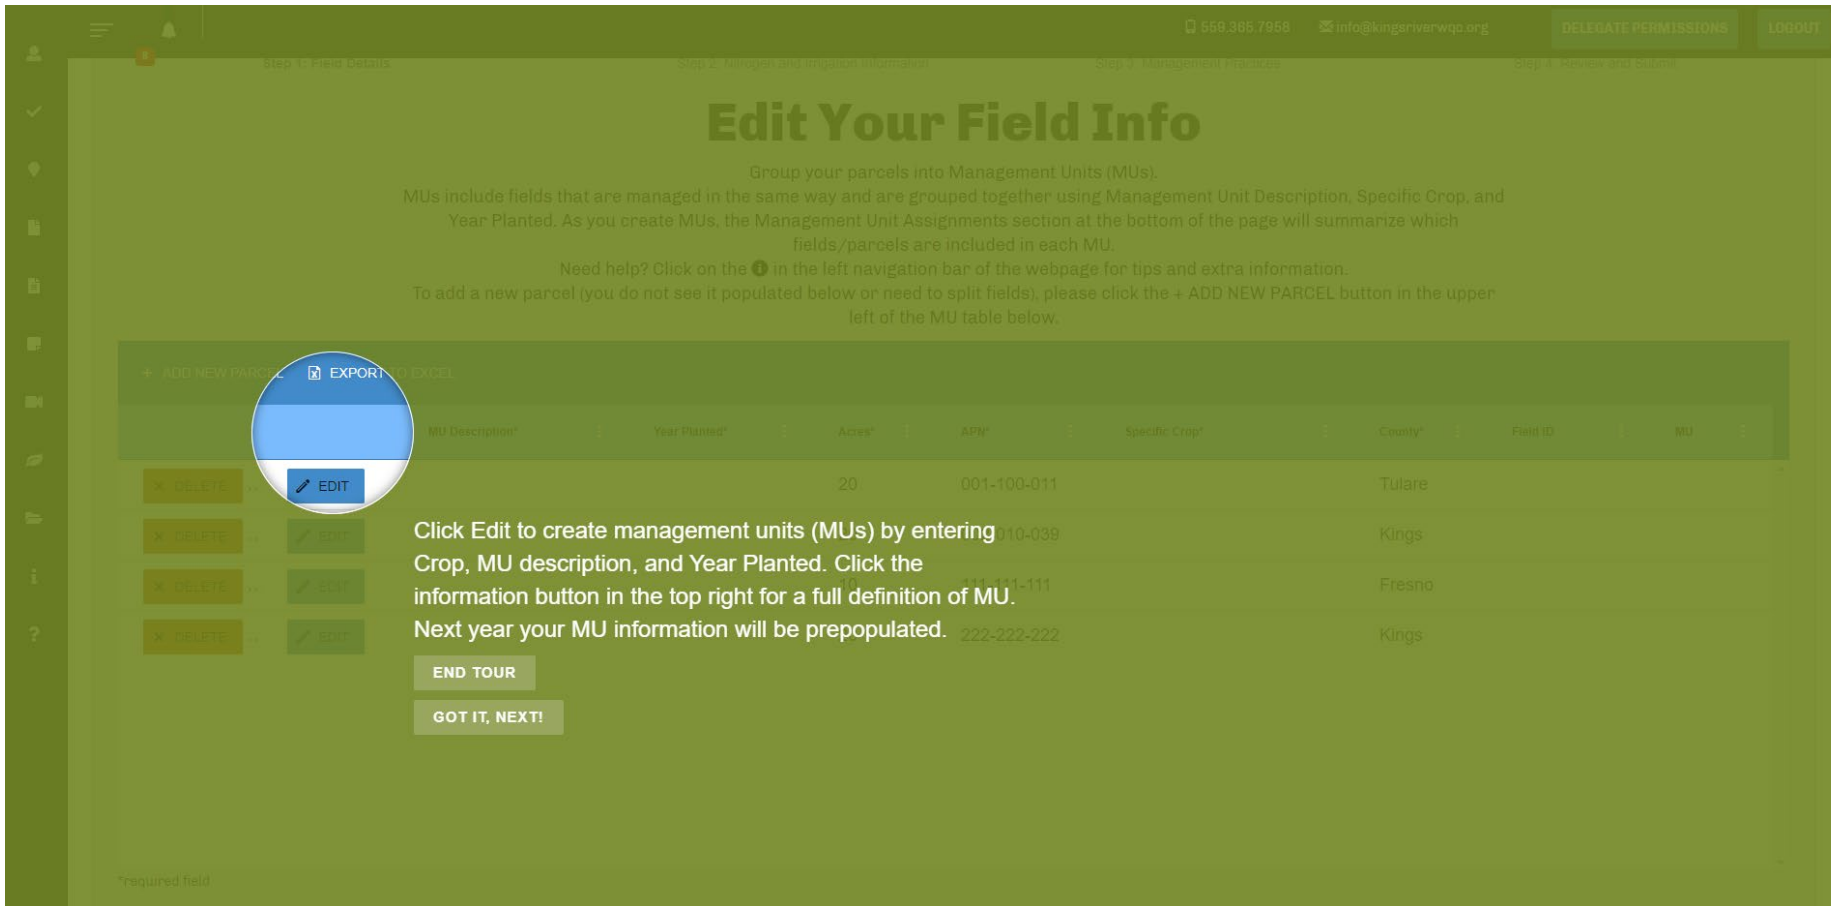 559.365.7959 info@kingsriverwqc.org DELEGATE PERMISSIONS LOGOUT
Step 1: Field Details Step 2: Nitrogen and Irrigation Information Step 3: Management Practices Step 4: Review and Submit
Edit Your Field Info
Group your parcels into Management Units (MUs).
MUs include fields that are managed in the same way and are grouped together using Management Unit Description, Specific Crop, and
Year Planted. As you create MUs, the Management Unit Assignments section at the bottom of the page will summarize which
fields/parcels are included in each MU.
Need help? Click on the in the left navigation bar of the webpage for tips and extra information.
To add a new parcel (you do not see it populated below or need to split fields), please click the + ADD NEW PARCEL button in the upper
left of the MU table below.
+ ADD NEW PARCEL EXPORT TO EXCEL
MU Description* Year Planted* Acres* APN* Specific Crop* County* Field ID MU
× DELETE EDIT 20 001-100-011 Tulare
× DELETE EDIT 010-039 Kings
× DELETE EDIT 10 111-111-111 Fresno
× DELETE EDIT 222-222-222 Kings
Click Edit to create management units (MUs) by entering
Crop, MU description, and Year Planted. Click the
information button in the top right for a full definition of MU.
Next year your MU information will be prepopulated.
END TOUR
GOT IT, NEXT!
*required field